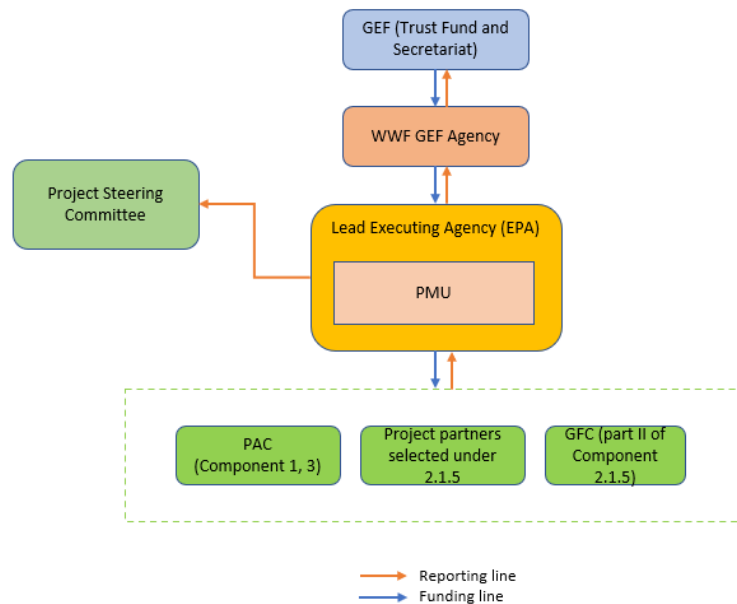 GEF (Trust Fund and
Secretariat)
WWF GEF Agency
Project Steering
Committee
Lead Executing Agency (EPA)
PMU
PAC
(Component 1, 3)
Project partners
selected under
2.1.5
GFC (part II of
Component
2.1.5)
Reporting line
Funding line